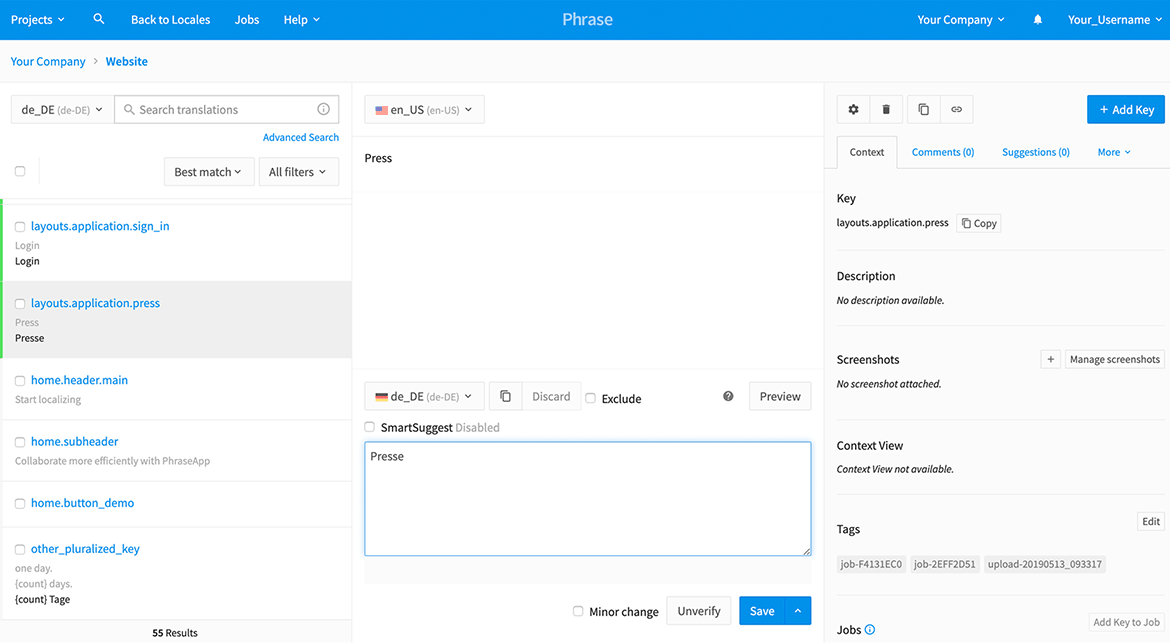 Projects
Back to Locales
Jobs
Help
Phrase
Your Company
Your_Username
Your Company > Website
de_DE (de-DE)
Search translations
Advanced Search
Best match
All filters
layouts.application.sign_in
Login
Login
layouts.application.press
Press
Presse
home.header.main
Start localizing
home.subheader
Collaborate more efficiently with PhraseApp
home.button_demo
other_pluralized_key
one day.
{count} days.
{count} Tage
55 Results
en_US (en-US)
Press
de_DE (de-DE)
Discard
Exclude
Preview
SmartSuggest Disabled
Presse
Minor change
Unverify
Save
+ Add Key
Context
Comments (0)
Suggestions (0)
More
Key
layouts.application.press
Copy
Description
No description available.
Screenshots
+
Manage screenshots
No screenshot attached.
Context View
Context View not available.
Tags
Edit
job-F4131EC0
job-2EFF2D51
upload-20190513_093317
Jobs
Add Key to Job